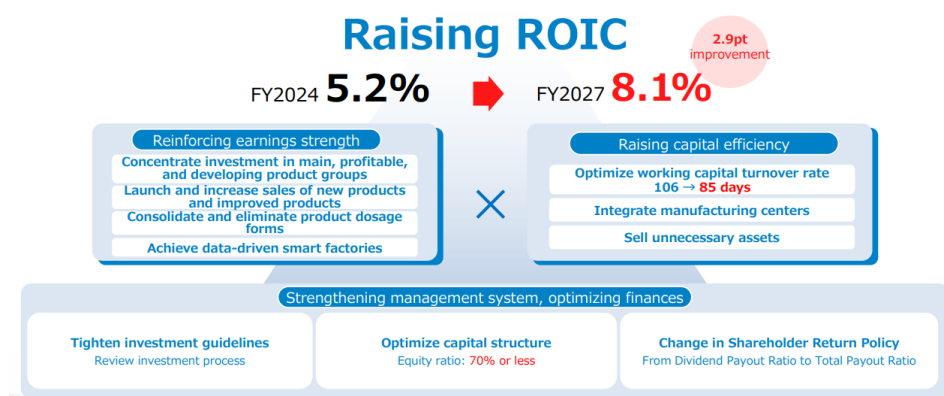 Raising ROIC
2.9pt
improvement
FY2024 5.2%
FY2027 8.1%
Reinforcing earnings strength
Concentrate investment in main, profitable,
and developing product groups
Launch and increase sales of new products
and improved products
Consolidate and eliminate product dosage
forms
Achieve data-driven smart factories
×
Raising capital efficiency
Optimize working capital turnover rate
106 → 85 days
Integrate manufacturing centers
Sell unnecessary assets
Strengthening management system, optimizing finances
Tighten investment guidelines
Review investment process
Optimize capital structure
Equity ratio: 70% or less
Change in Shareholder Return Policy
From Dividend Payout Ratio to Total Payout Ratio